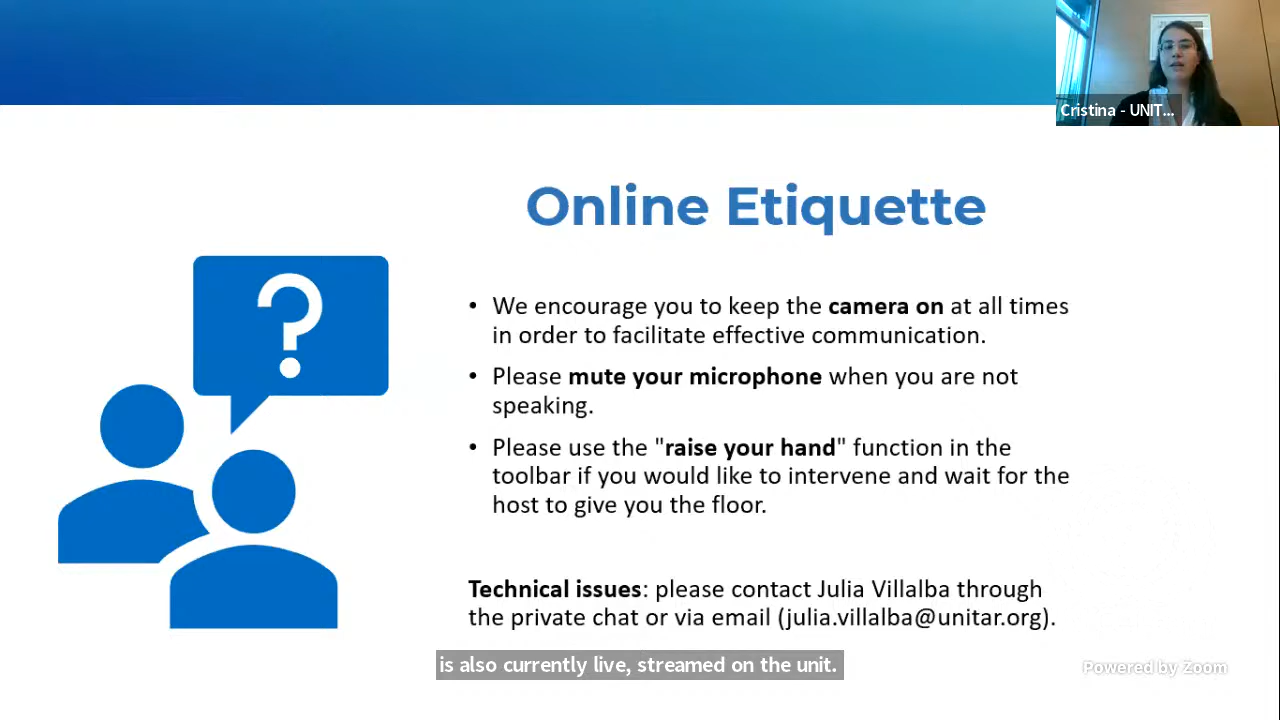 Cristina - UNIT...
Online Etiquette
?
• We encourage you to keep the camera on at all times
in order to facilitate effective communication.
• Please mute your microphone when you are not
speaking.
• Please use the "raise your hand" function in the
toolbar if you would like to intervene and wait for the
host to give you the floor.
Technical issues: please contact Julia Villalba through
the private chat or via email (julia.villalba@unitar.org).
is also currently live, streamed on the unit.
Powered by Zoom